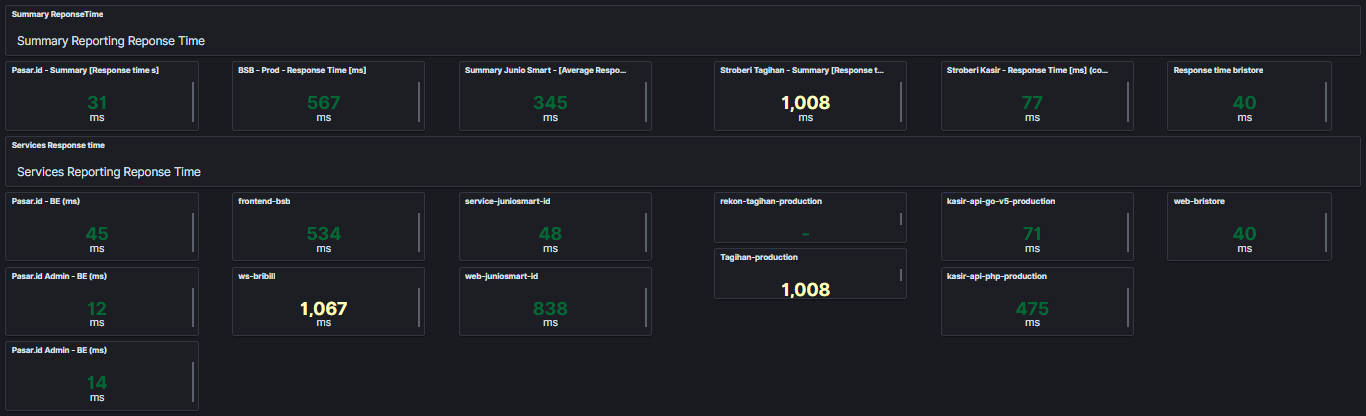 Summary ReponseTime
Summary Reporting Reponse Time
Pasar.id - Summary [Response time s]
31
ms
BSB - Prod - Response Time [ms]
567
ms
Summary Junio Smart - [Average Respo...
345
ms
Stroberi Tagihan - Summary [Response t...
1,008
ms
Stroberi Kasir - Response Time [ms] (co...
77
ms
Response time bristore
40
ms
Services Response time
Services Reporting Reponse Time
Pasar.id - BE (ms)
45
ms
frontend-bsb
534
ms
service-juniosmart-id
48
ms
rekon-tagihan-production
-
kasir-api-go-v5-production
71
ms
web-bristore
40
ms
Pasar.id Admin - BE (ms)
12
ms
ws-bribill
1,067
ms
web-juniosmart-id
838
ms
Tagihan-production
1,008
kasir-api-php-production
475
ms
Pasar.id Admin - BE (ms)
14
ms